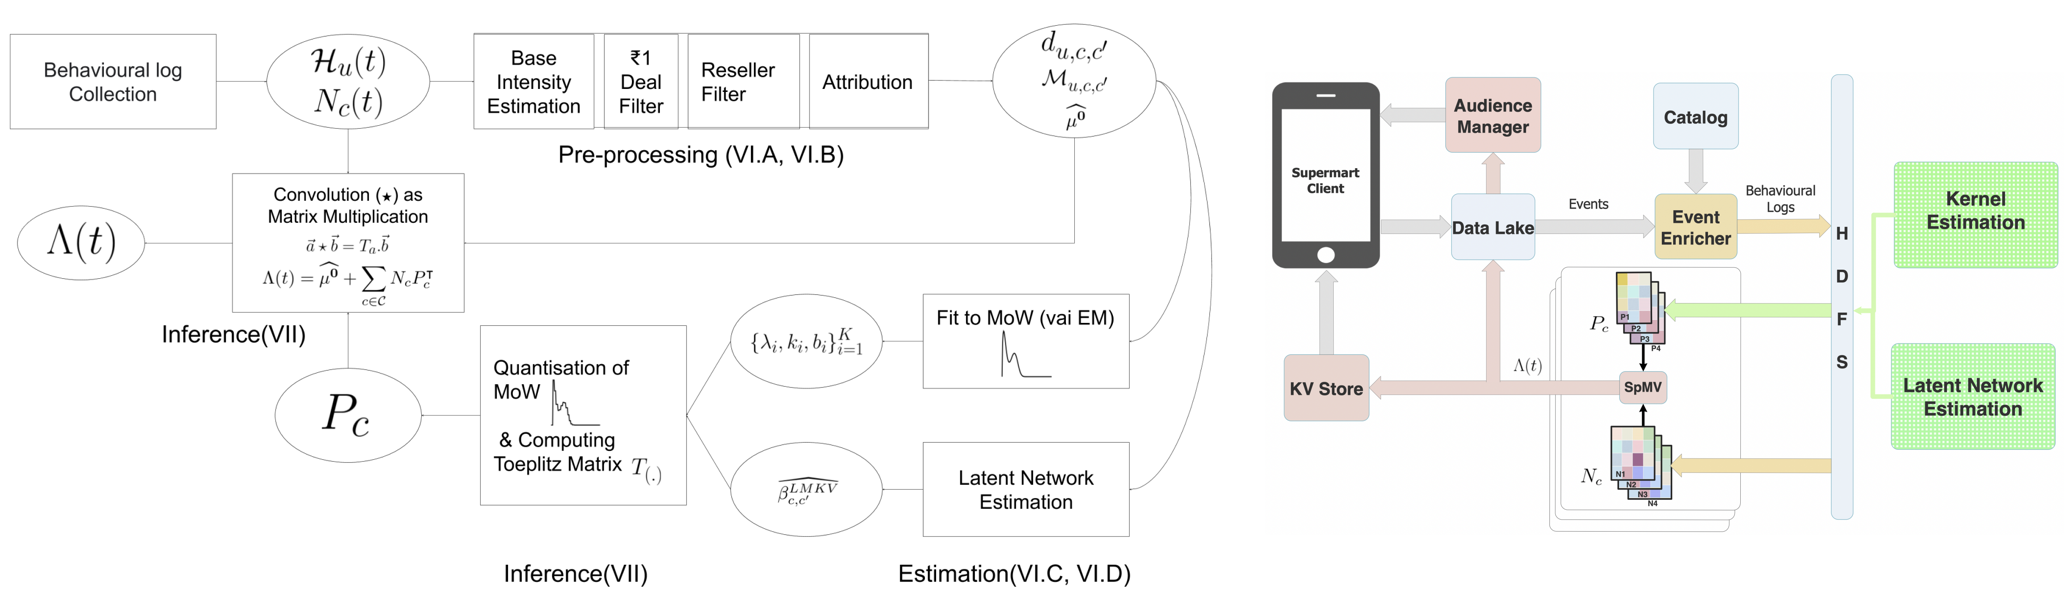 Behavioural log
Collection
$\mathcal{H}_u(t)$
$N_c(t)$
Base
Intensity
Estimation
₹1
Deal
Filter
Reseller
Filter
Attribution
$d_{u,c,c'}$
$\mathcal{M}_{u,c,c'}$
$\widehat{\mu^{\mathbf{0}}}$
Pre-processing (VI.A, VI.B)
Convolution (⋆) as
Matrix Multiplication
$\vec{a} \star \vec{b} = T_a.\vec{b}$
$\Lambda(t) = \widehat{\mu^{\mathbf{0}}} + \sum_{c \in \mathcal{C}} N_c P_c^{\intercal}$
$\Lambda(t)$
Inference(VII)
$P_c$
Quantisation of
MoW
& Computing
Toeplitz Matrix $T_{(.)}$
$\{\lambda_i, k_i, b_i\}_{i=1}^{K}$
Fit to MoW (vai EM)
$\widehat{\beta_{c,c'}^{LMKV}}$
Latent Network
Estimation
Inference(VII)
Estimation(VI.C, VI.D)
Supermart
Client
Audience
Manager
Catalog
Data Lake
Events
Event
Enricher
Behavioural
Logs
H
D
F
S
Kernel
Estimation
Latent Network
Estimation
KV Store
$\Lambda(t)$
$P_c$
P1
P2
P3
P4
SpMV
$N_c$
N1
N2
N3
N4